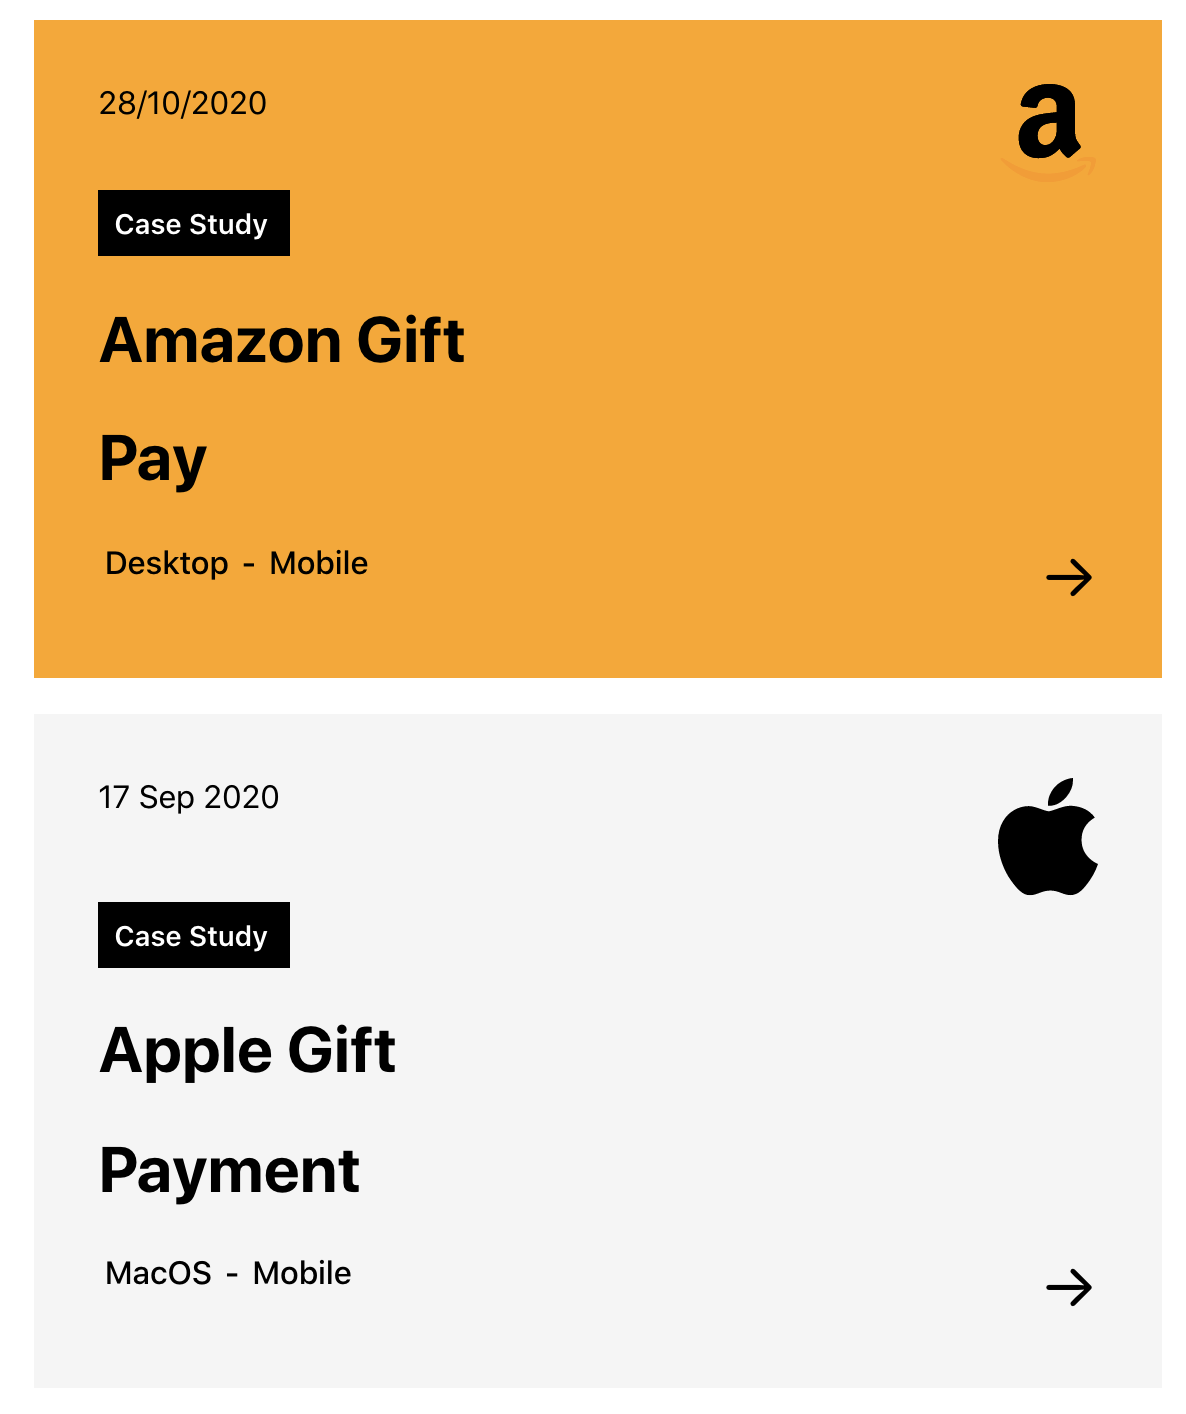 28/10/2020
a
Case Study
Amazon Gift
Pay
Desktop - Mobile
17 Sep 2020
Case Study
Apple Gift
Payment
MacOS - Mobile